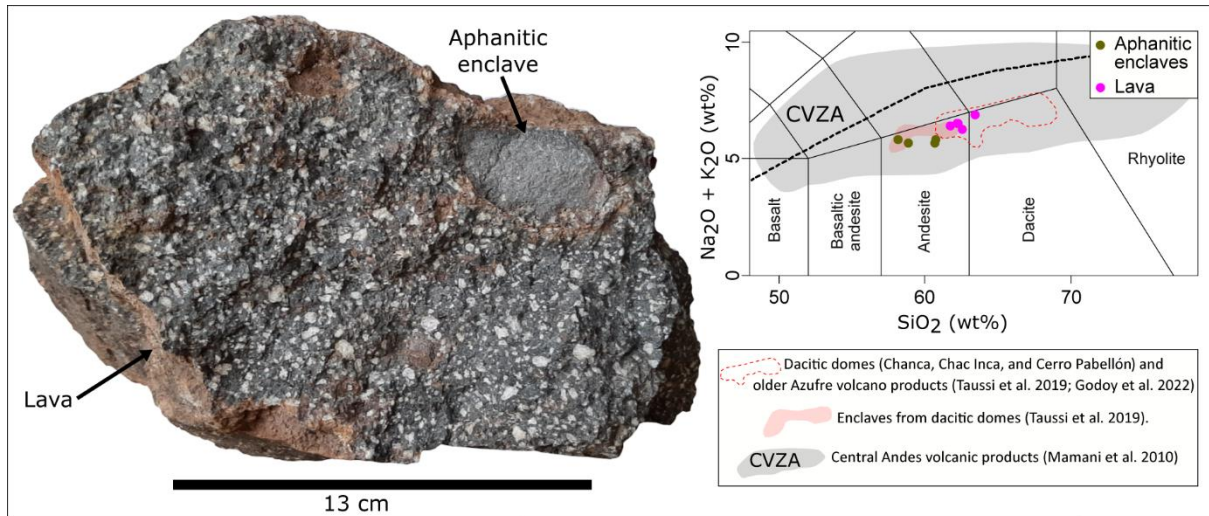 Aphanitic
enclave
Lava
13 cm
10
5
0
Na₂O + K₂O (wt%)
CVZA
Aphanitic
enclaves
Lava
Rhyolite
Basalt
Basaltic
andesite
Andesite
Dacite
50
60
70
SiO₂ (wt%)
Dacitic domes (Chanca, Chac Inca, and Cerro Pabellón) and
older Azufre volcano products (Taussi et al. 2019; Godoy et al. 2022)
Enclaves from dacitic domes (Taussi et al. 2019).
CVZA Central Andes volcanic products (Mamani et al. 2010)